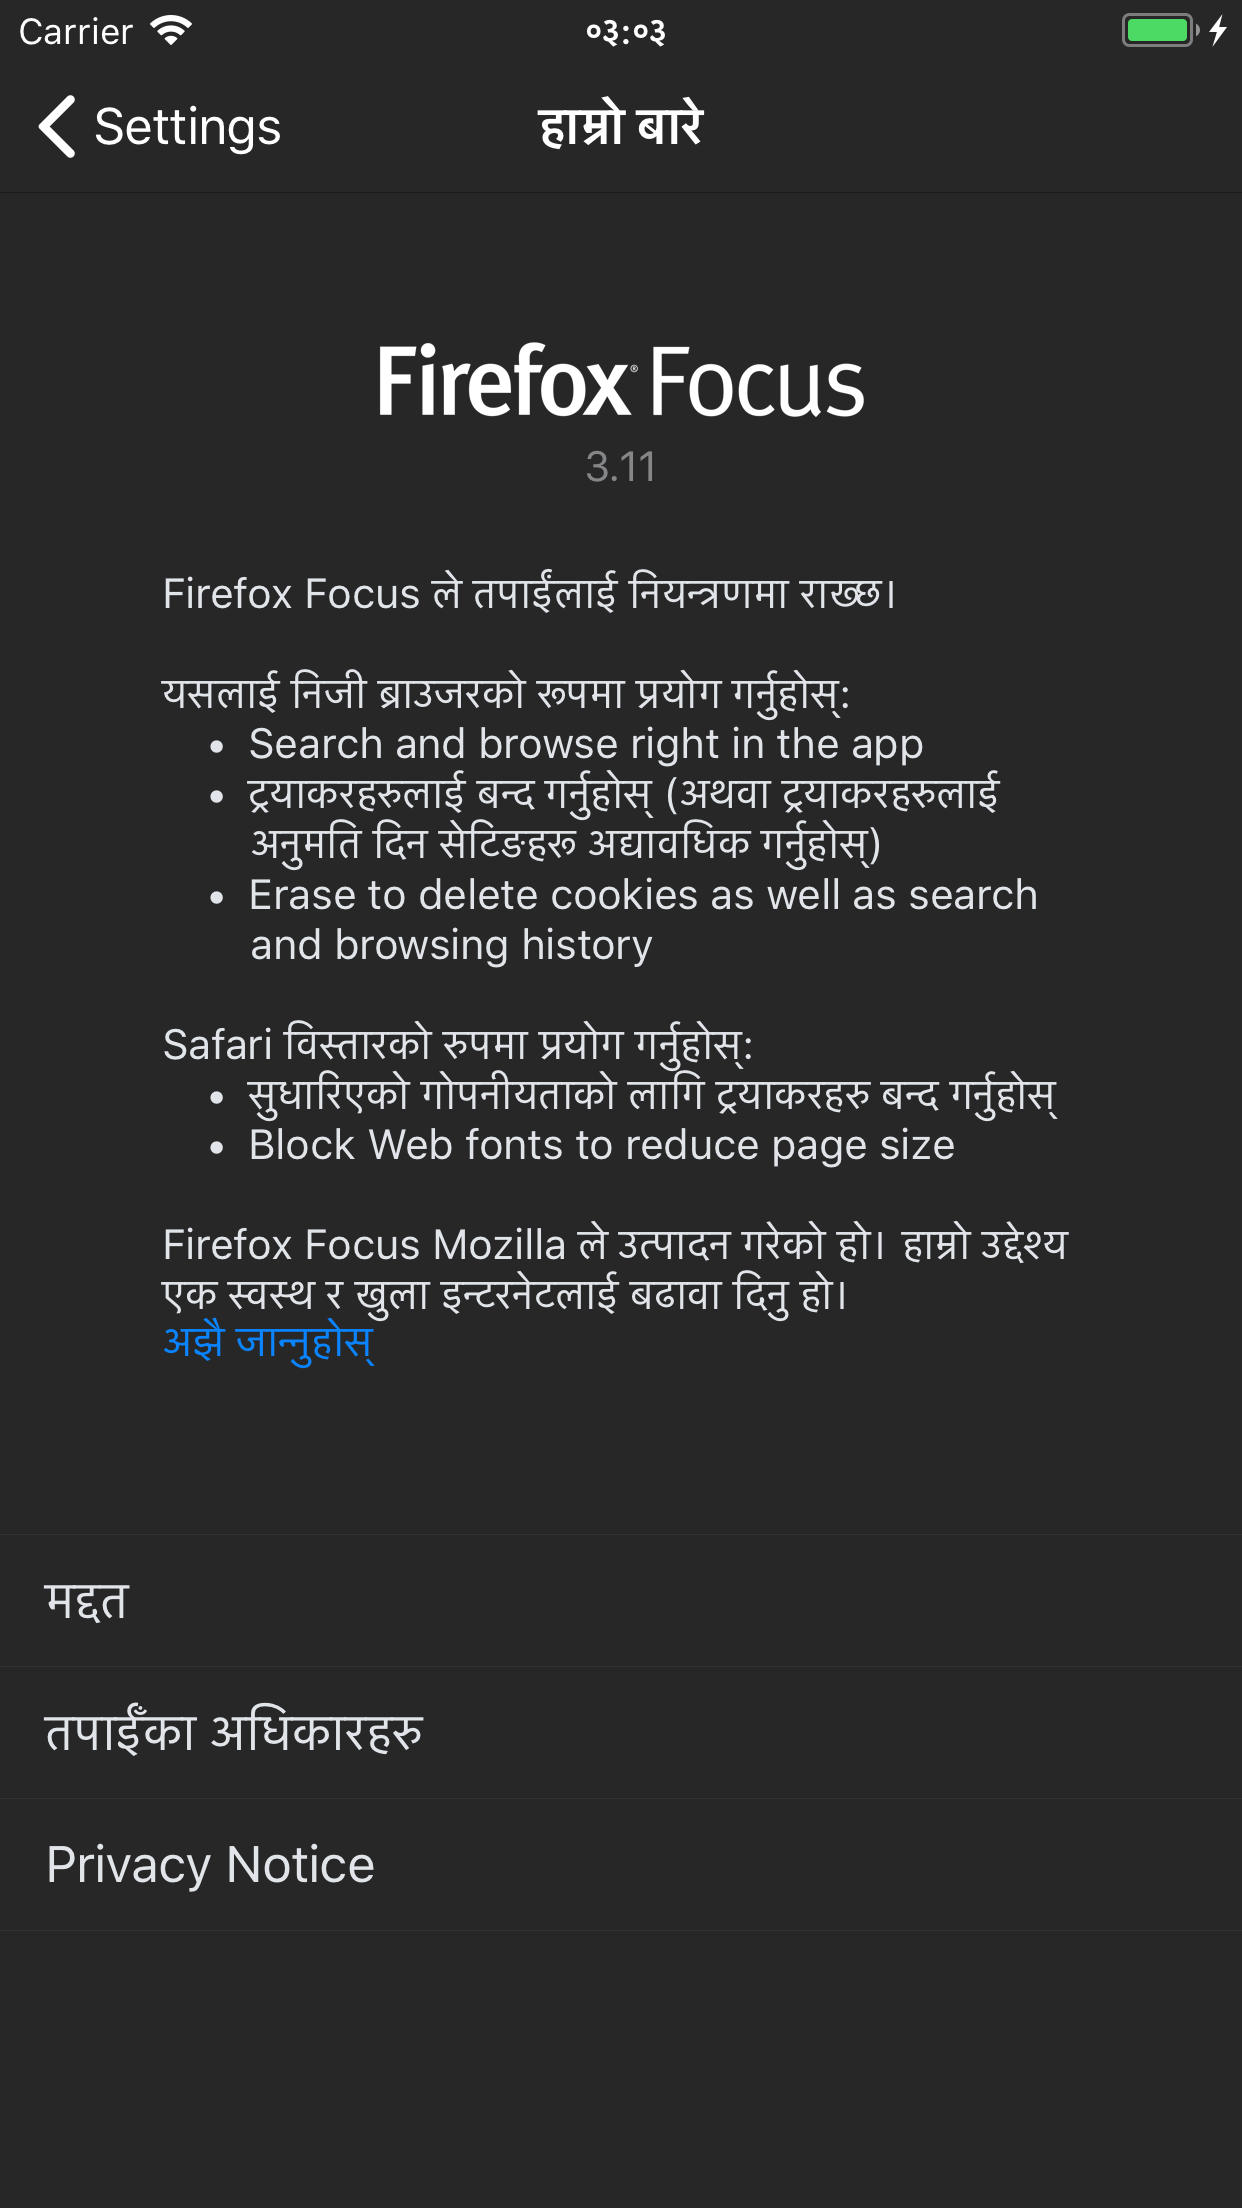 Carrier ०३:०३
Settings हाम्रो बारे
Firefox® Focus
3.11
Firefox Focus ले तपाईंलाई नियन्त्रणमा राख्छ।
यसलाई निजी ब्राउजरको रूपमा प्रयोग गर्नुहोस्:
• Search and browse right in the app
• ट्रयाकरहरुलाई बन्द गर्नुहोस् (अथवा ट्रयाकरहरुलाई
अनुमति दिन सेटिङहरू अद्यावधिक गर्नुहोस्)
• Erase to delete cookies as well as search
and browsing history
Safari विस्तारको रुपमा प्रयोग गर्नुहोस्:
• सुधारिएको गोपनीयताको लागि ट्रयाकरहरु बन्द गर्नुहोस्
• Block Web fonts to reduce page size
Firefox Focus Mozilla ले उत्पादन गरेको हो। हाम्रो उद्देश्य
एक स्वस्थ र खुला इन्टरनेटलाई बढावा दिनु हो।
अझै जान्नुहोस्
मद्दत
तपाईँका अधिकारहरु
Privacy Notice